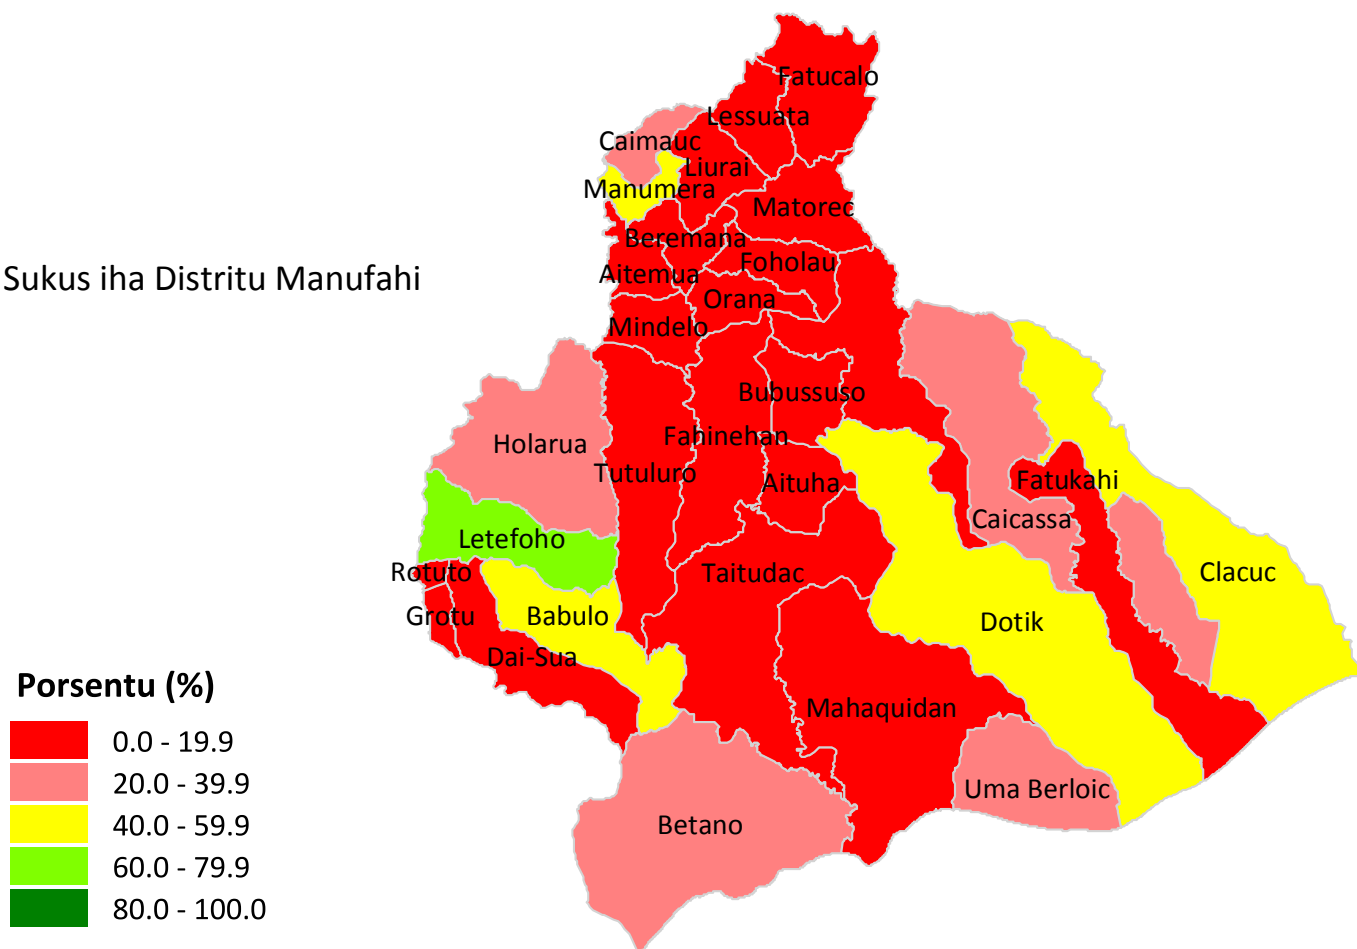 Fatucalo
Lessuata
Caimauc
Liurai
Manumera
Matorec
Beremana
Foholau
Aitemua
Sukus iha Distritu Manufahi
Orana
Mindelo
Bubussuso
Fahinehan
Holarua
Tutuluro
Aituha
Fatukahi
Caicassa
Letefoho
Rotuto
Taitudac
Clacuc
Grotu
Babulo
Dotik
Dai-Sua
Mahaquidan
Uma Berloic
Betano
Porsentu (%)
0.0 - 19.9
20.0 - 39.9
40.0 - 59.9
60.0 - 79.9
80.0 - 100.0